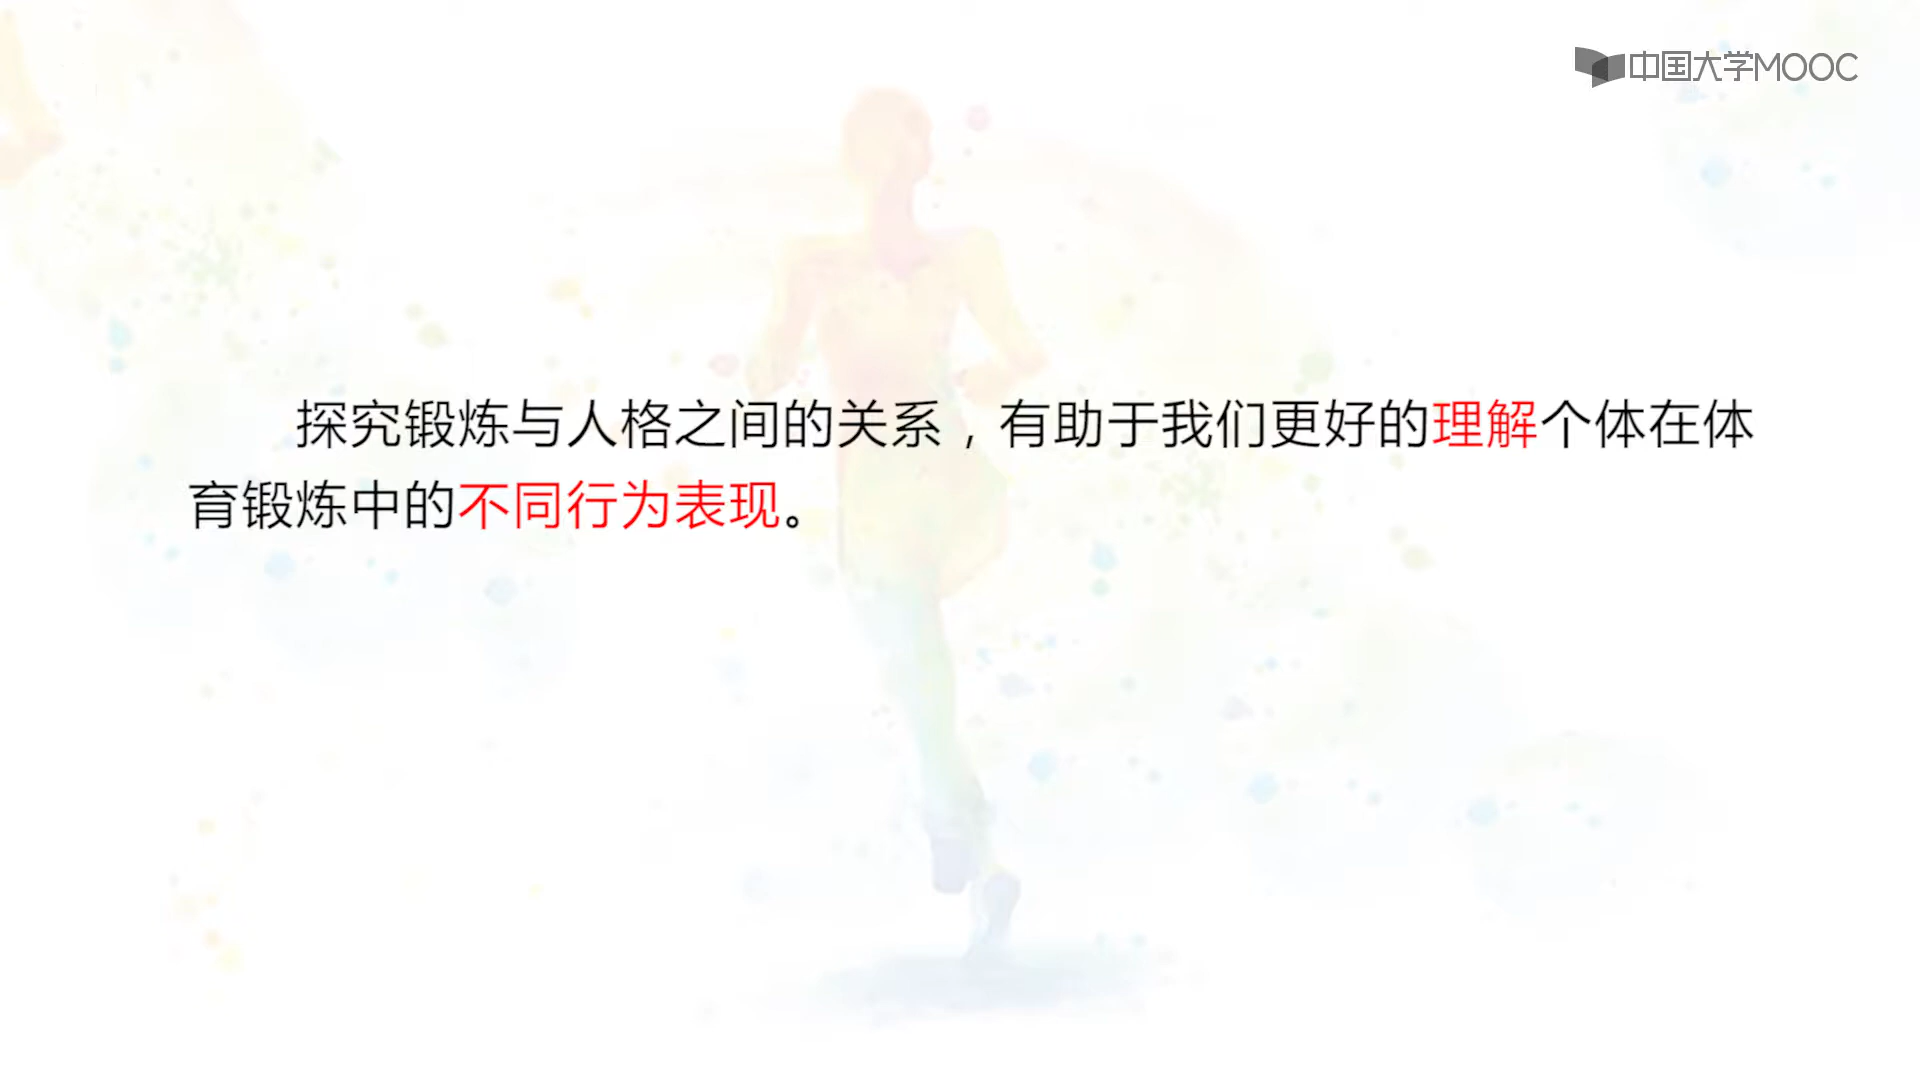 中国大学MOOC
探究锻炼与人格之间的关系，有助于我们更好的理解个体在体
育锻炼中的不同行为表现。